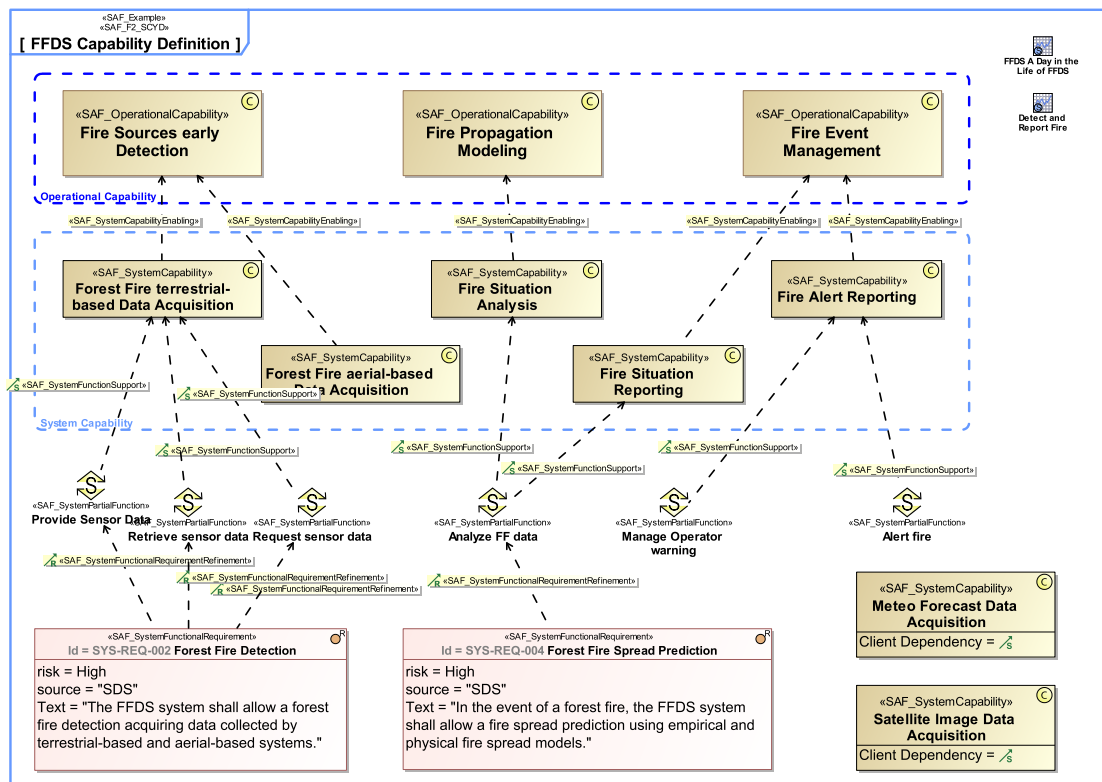 «SAF_Example»
«SAF_F2_SCYD»
[ FFDS Capability Definition ]
FFDS A Day in the
Life of FFDS
Detect and
Report Fire
«SAF_OperationalCapability»
Fire Sources early
Detection
«SAF_OperationalCapability»
Fire Propagation
Modeling
«SAF_OperationalCapability»
Fire Event
Management
Operational Capability
«SAF_SystemCapabilityEnabling»
«SAF_SystemCapabilityEnabling»
«SAF_SystemCapabilityEnabling»
«SAF_SystemCapabilityEnabling»
«SAF_SystemCapabilityEnabling»
«SAF_SystemCapability»
Forest Fire terrestrial-
based Data Acquisition
«SAF_SystemCapability»
Fire Situation
Analysis
«SAF_SystemCapability»
Fire Alert Reporting
«SAF_SystemCapability»
Forest Fire aerial-based
Data Acquisition
«SAF_SystemCapability»
Fire Situation
Reporting
«SAF_SystemFunctionSupport»
«SAF_SystemFunctionSupport»
System Capability
«SAF_SystemFunctionSupport»
«SAF_SystemFunctionSupport»
«SAF_SystemFunctionSupport»
«SAF_SystemFunctionSupport»
«SAF_SystemFunctionSupport»
«SAF_SystemPartialFunction»
Provide Sensor Data
«SAF_SystemPartialFunction»
Retrieve sensor data
«SAF_SystemPartialFunction»
Request sensor data
«SAF_SystemPartialFunction»
Analyze FF data
«SAF_SystemPartialFunction»
Manage Operator
warning
«SAF_SystemPartialFunction»
Alert fire
«SAF_SystemFunctionalRequirementRefinement»
«SAF_SystemFunctionalRequirementRefinement»
«SAF_SystemFunctionalRequirementRefinement»
«SAF_SystemFunctionalRequirementRefinement»
«SAF_SystemFunctionalRequirement»
Id = SYS-REQ-002 Forest Fire Detection
risk = High
source = "SDS"
Text = "The FFDS system shall allow a forest
fire detection acquiring data collected by
terrestrial-based and aerial-based systems."
«SAF_SystemFunctionalRequirement»
Id = SYS-REQ-004 Forest Fire Spread Prediction
risk = High
source = "SDS"
Text = "In the event of a forest fire, the FFDS system
shall allow a fire spread prediction using empirical and
physical fire spread models."
«SAF_SystemCapability»
Meteo Forecast Data
Acquisition
Client Dependency =
«SAF_SystemCapability»
Satellite Image Data
Acquisition
Client Dependency =